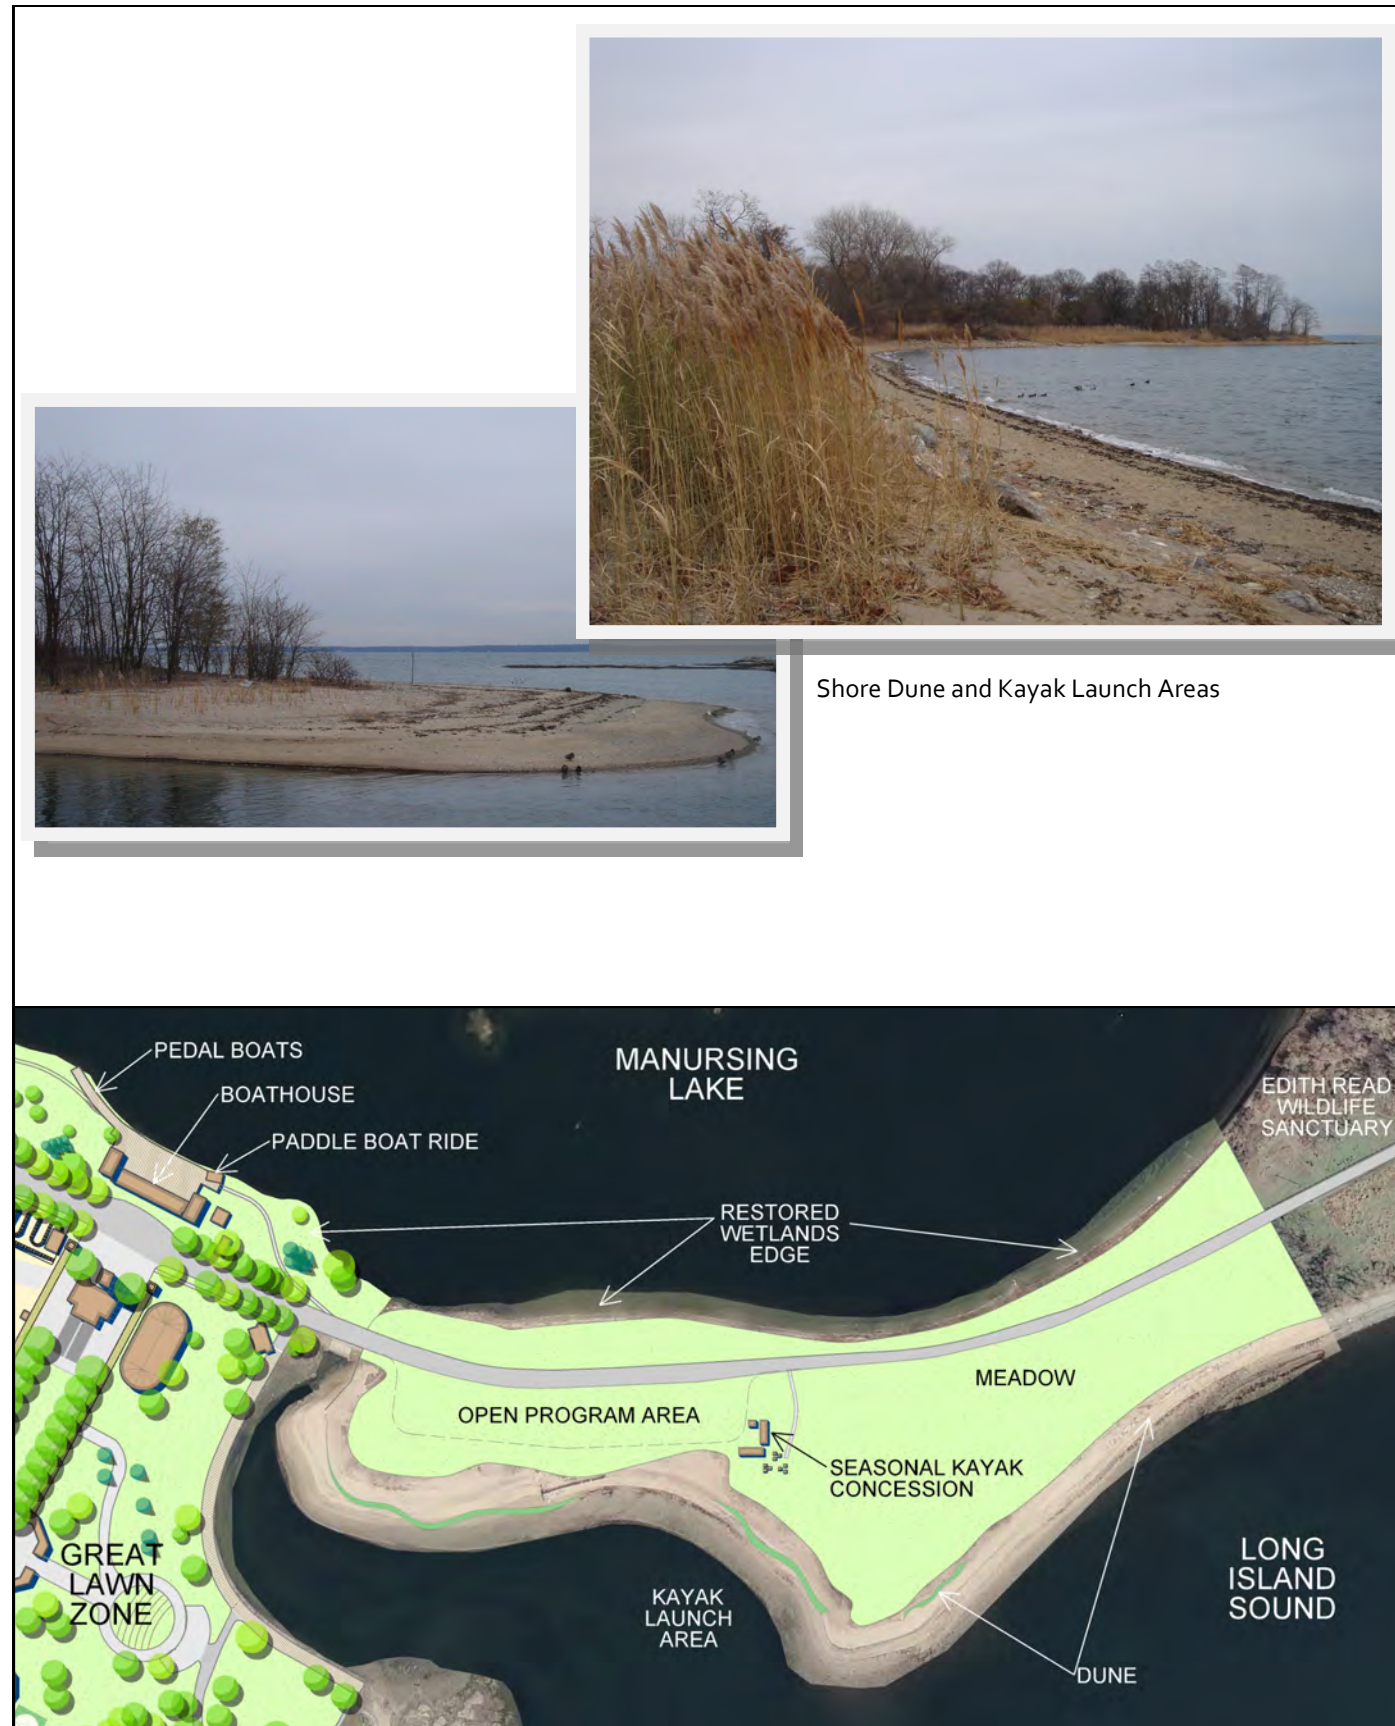 Shore Dune and Kayak Launch Areas
PEDAL BOATS
BOATHOUSE
PADDLE BOAT RIDE
MANURSING
LAKE
EDITH READ
WILDLIFE
SANCTUARY
RESTORED
WETLANDS
EDGE
MEADOW
OPEN PROGRAM AREA
SEASONAL KAYAK
CONCESSION
GREAT
LAWN
ZONE
KAYAK
LAUNCH
AREA
LONG
ISLAND
SOUND
DUNE